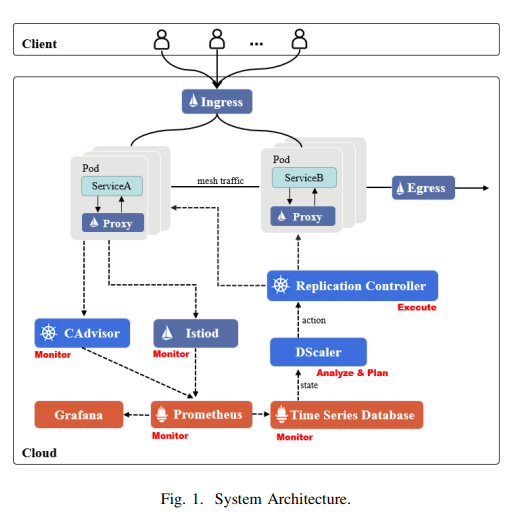 Client
...
Ingress
Pod
ServiceA
Proxy
mesh traffic
Pod
ServiceB
Proxy
Egress
Replication Controller
Execute
action
CAdvisor
Monitor
Istiod
Monitor
DScaler
Analyze & Plan
state
Grafana
Prometheus
Monitor
Time Series Database
Monitor
Cloud
Fig. 1. System Architecture.